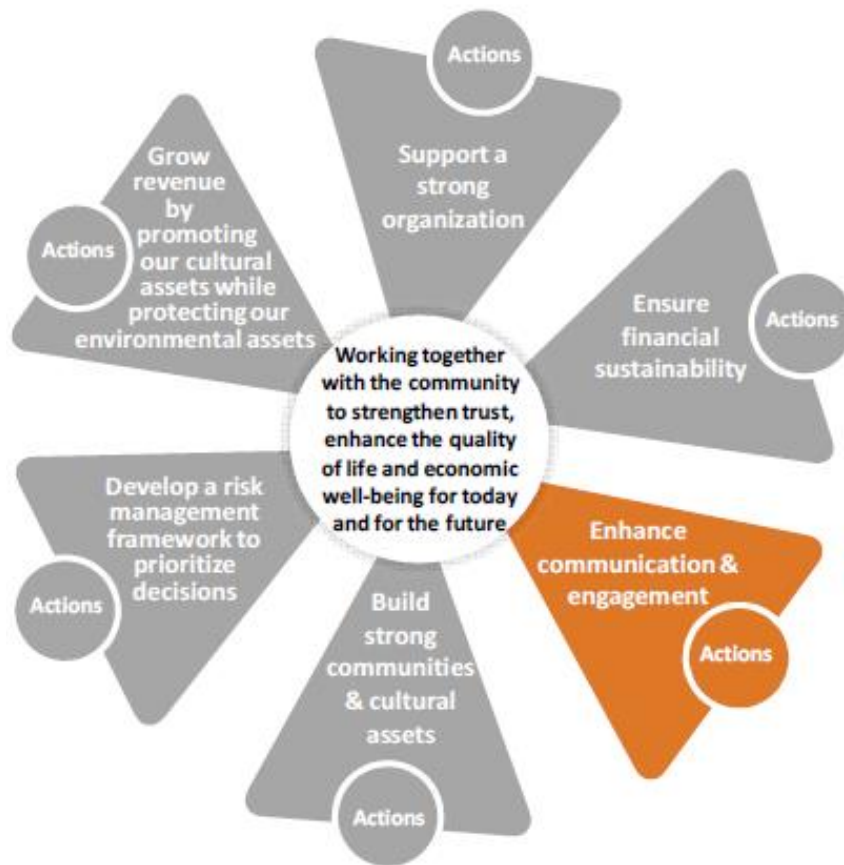 Actions
Support a
strong
organization
Actions
Ensure
financial
sustainability
Enhance
communication &
engagement
Actions
Build
strong
communities
& cultural
assets
Actions
Develop a risk
management
framework to
prioritize
decisions
Actions
Grow
revenue
by
promoting
our cultural
assets while
protecting our
environmental assets
Actions
Working together
with the community
to strengthen trust,
enhance the quality
of life and economic
well-being for today
and for the future